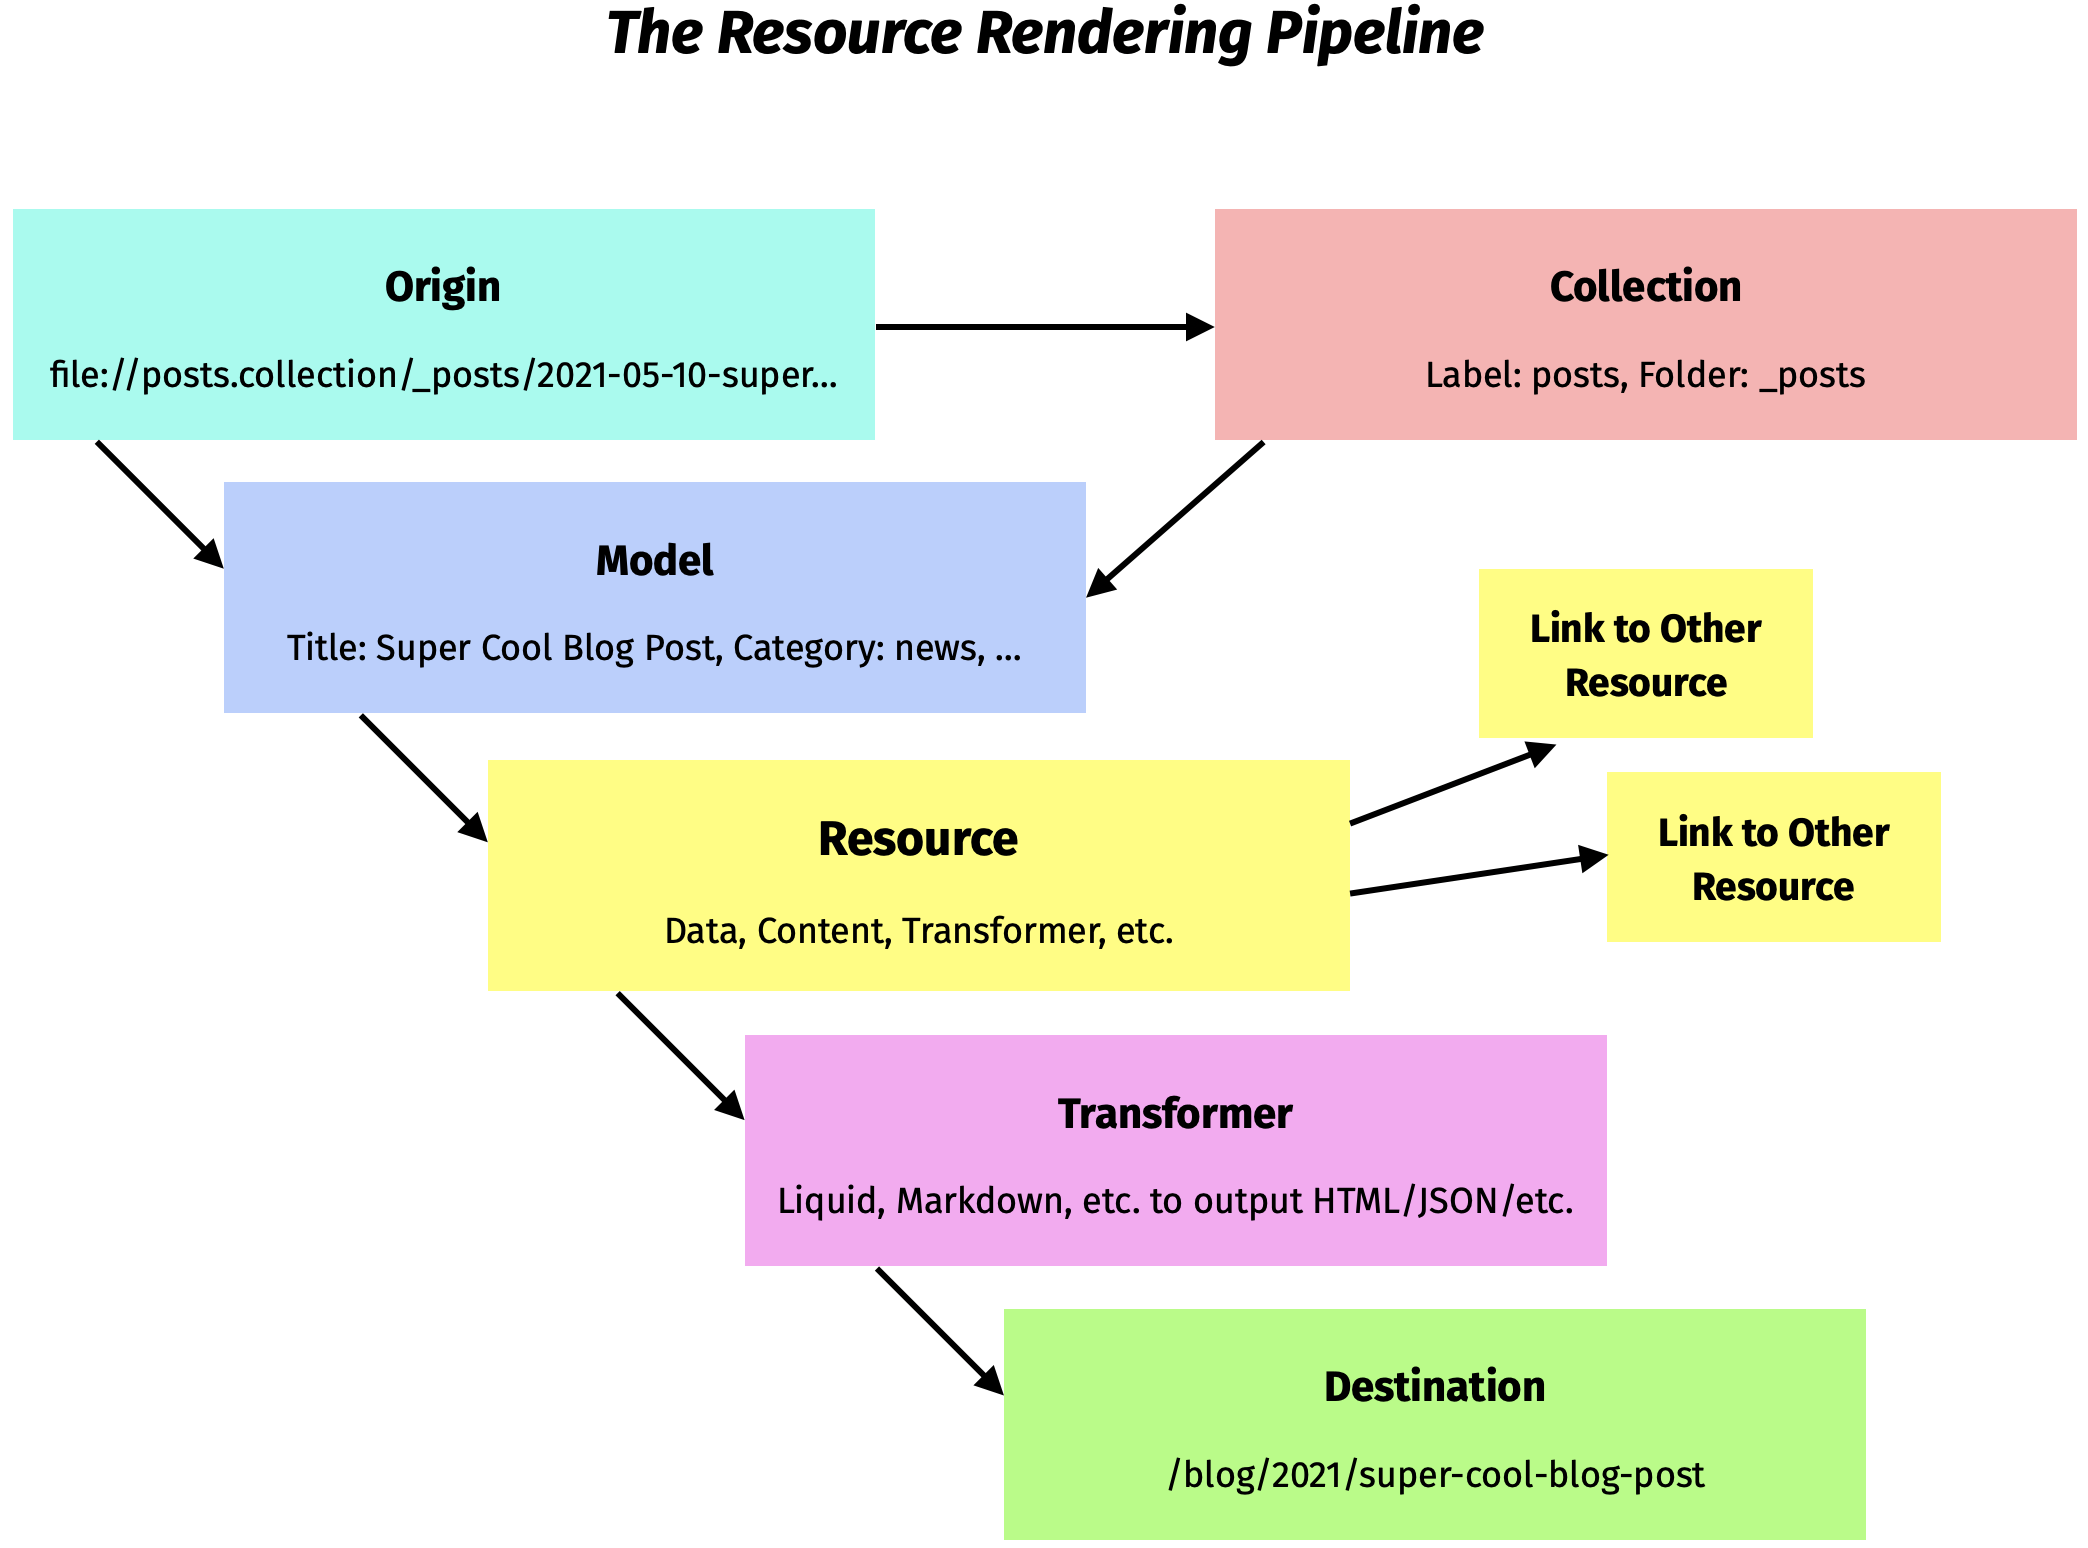 The Resource Rendering Pipeline
Origin
file://posts.collection/_posts/2021-05-10-super...
Collection
Label: posts, Folder: _posts
Model
Title: Super Cool Blog Post, Category: news, ...
Link to Other
Resource
Resource
Data, Content, Transformer, etc.
Link to Other
Resource
Transformer
Liquid, Markdown, etc. to output HTML/JSON/etc.
Destination
/blog/2021/super-cool-blog-post